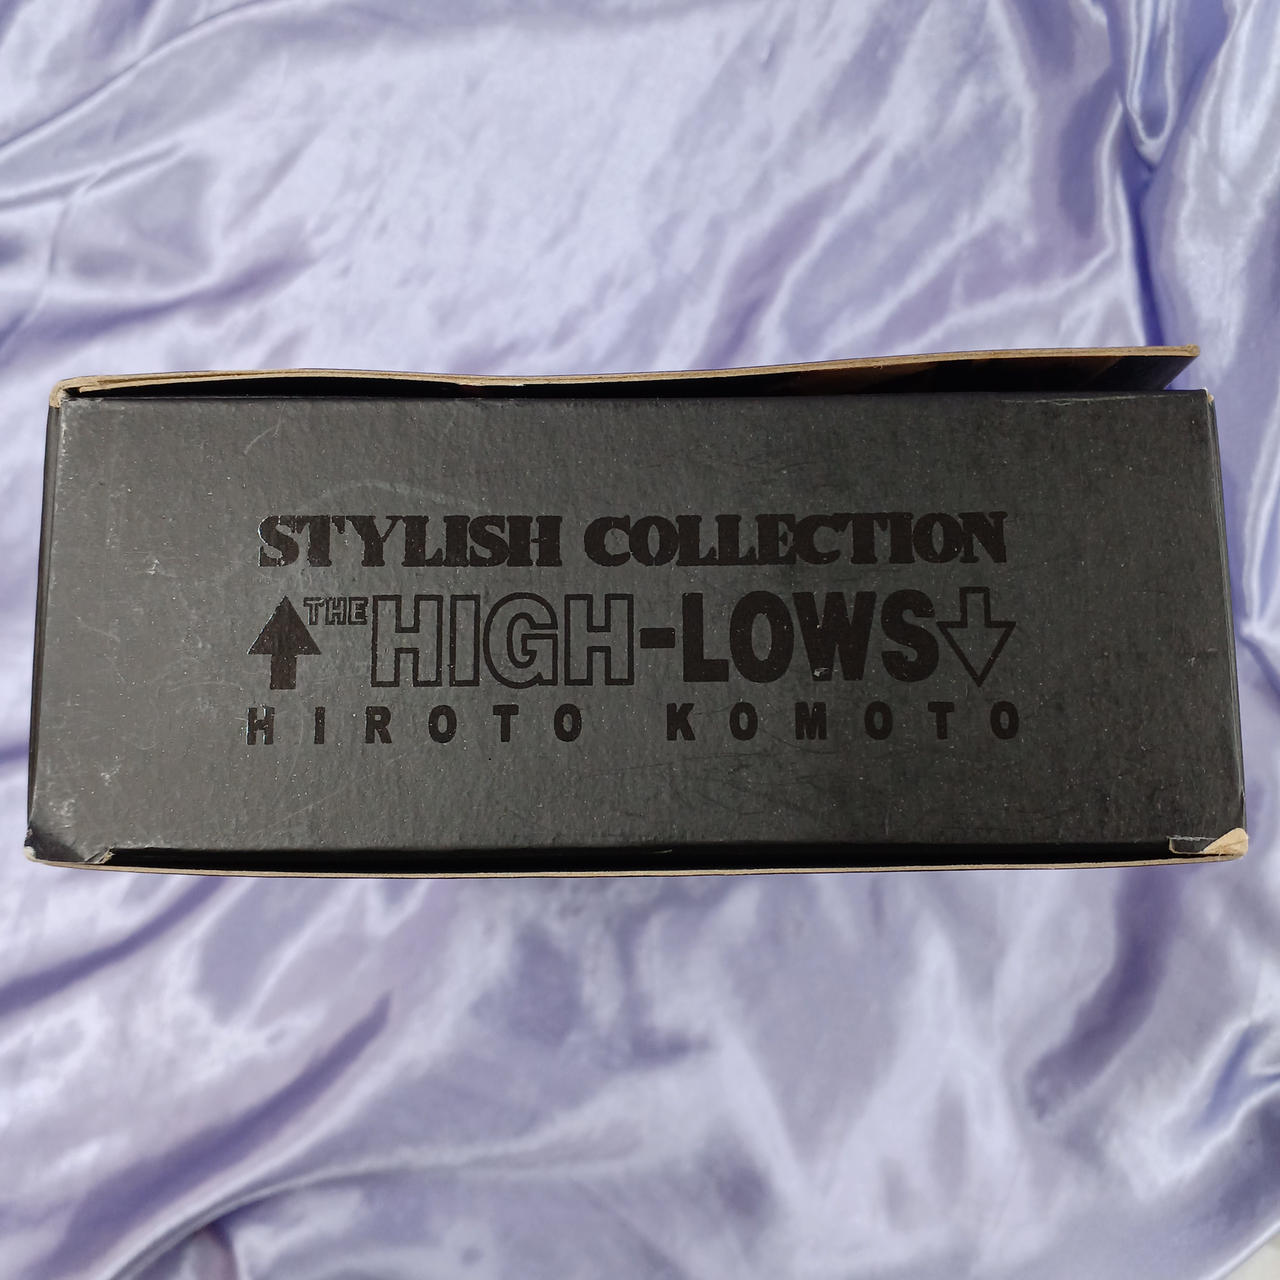 STYLISH COLLECTION
↑THE HIGH-LOWS↓
HIROTO KOMOTO